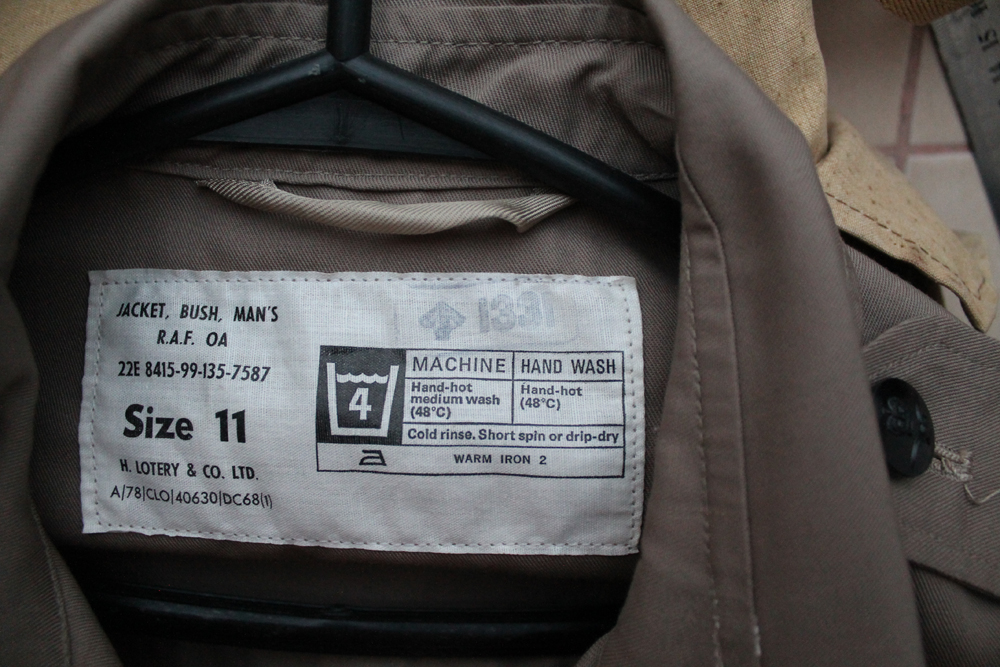 JACKET, BUSH, MAN'S
R.A.F. OA
22E 8415-99-135-7587
Size 11
H. LOTERY & CO. LTD.
A/78/CLO/40630/DC68(1)
4
MACHINE
Hand-hot
medium wash
(48°C)
HAND WASH
Hand-hot
(48°C)
Cold rinse. Short spin or drip-dry
a WARM IRON 2
15